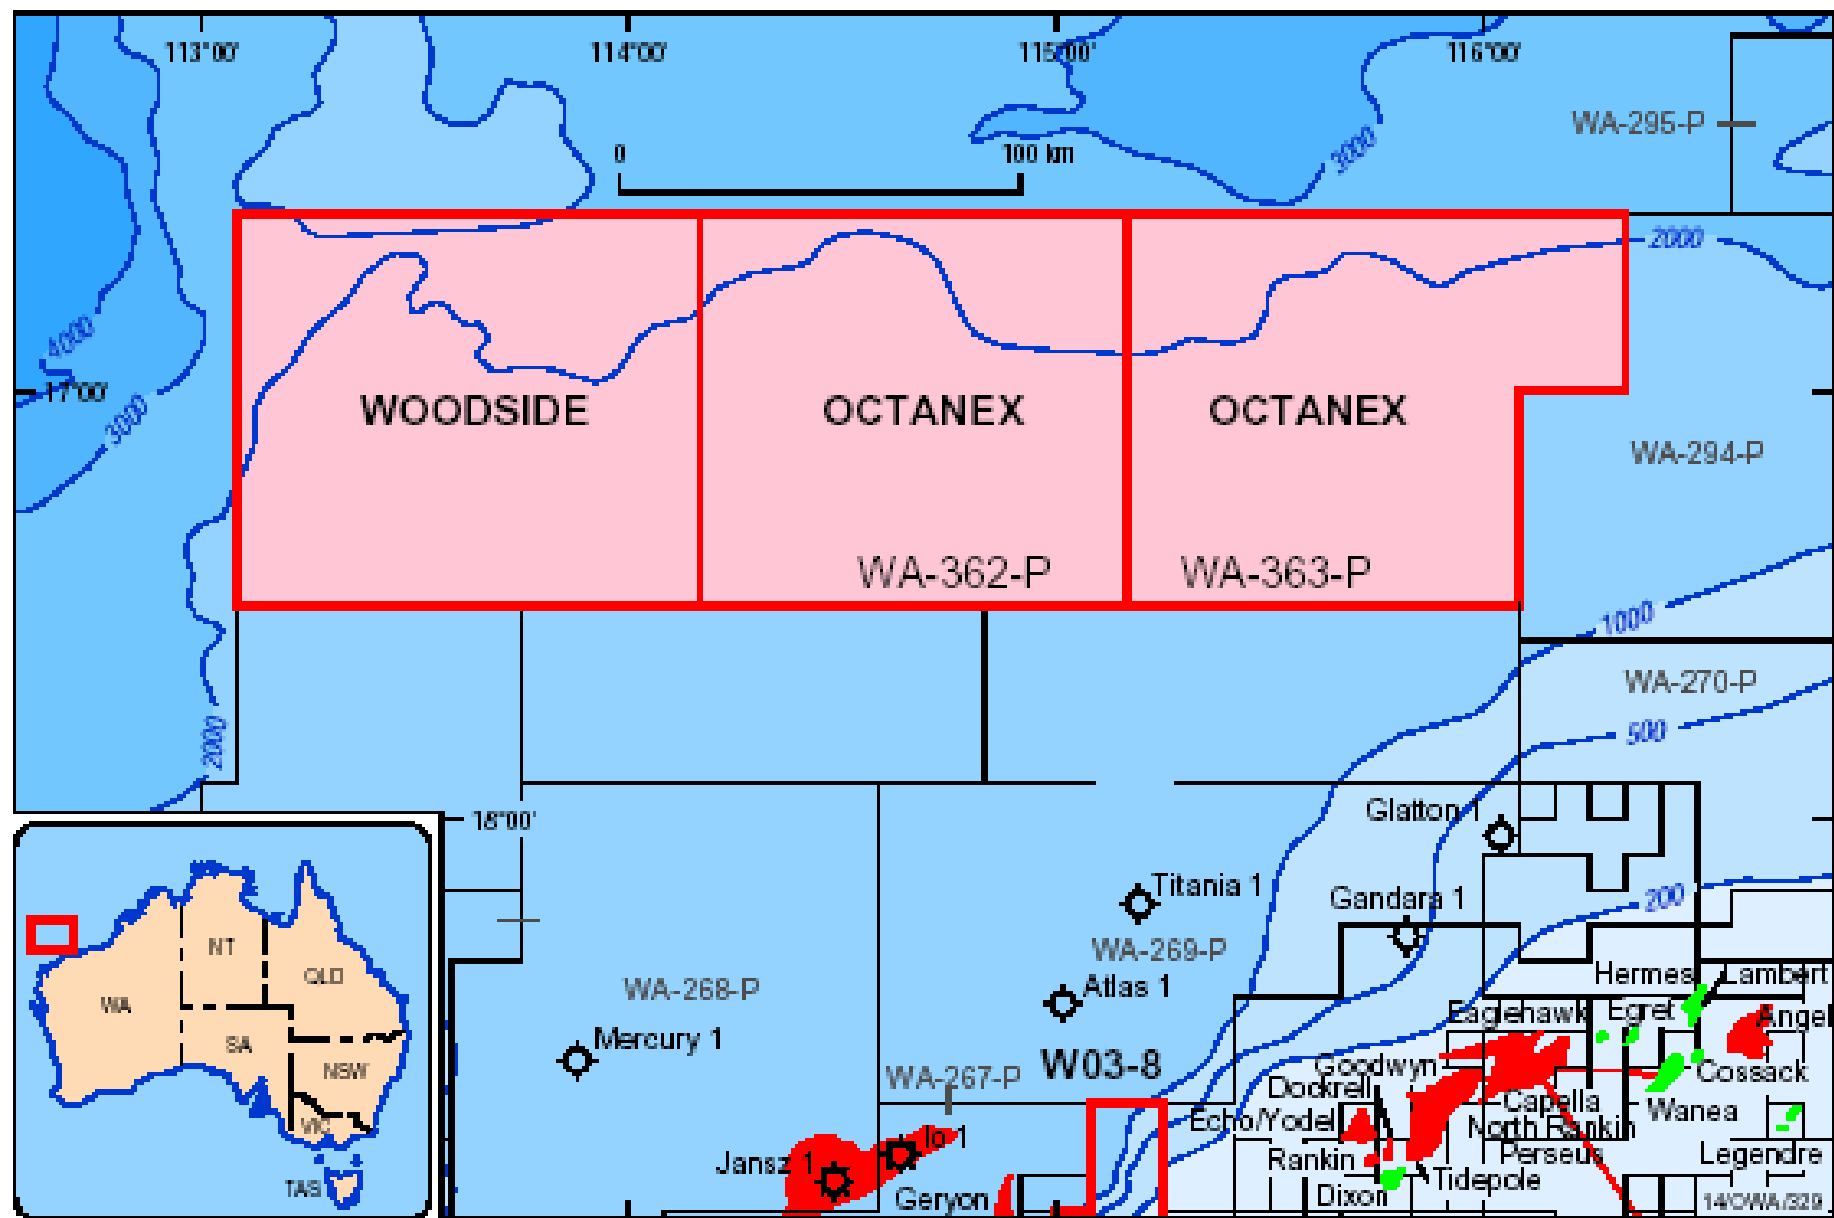 113°00'
114°00'
115°00'
116°00'
WA-295-P
0
100 km
3000
2000
4000
17°00'
3000
WOODSIDE
OCTANEX
OCTANEX
WA-294-P
WA-362-P
WA-363-P
1000
WA-270-P
2000
500
18°00'
Glatton 1
Titania 1
Gandara 1
200
WA-269-P
Hermes
Lambert
NT
QLD
WA
WA-268-P
Atlas 1
Eaglehawk
Egret
Angel
SA
Mercury 1
W03-8
Goodwyn
NSW
WA-267-P
Dockrell
Cossack
Capella
Wanea
VIC
Echo/Yodel
North Rankin
Io 1
Jansz 1
Rankin
Perseus
Legendre
TAS
Geryon
Dixon
Tidepole
14/OWA/329